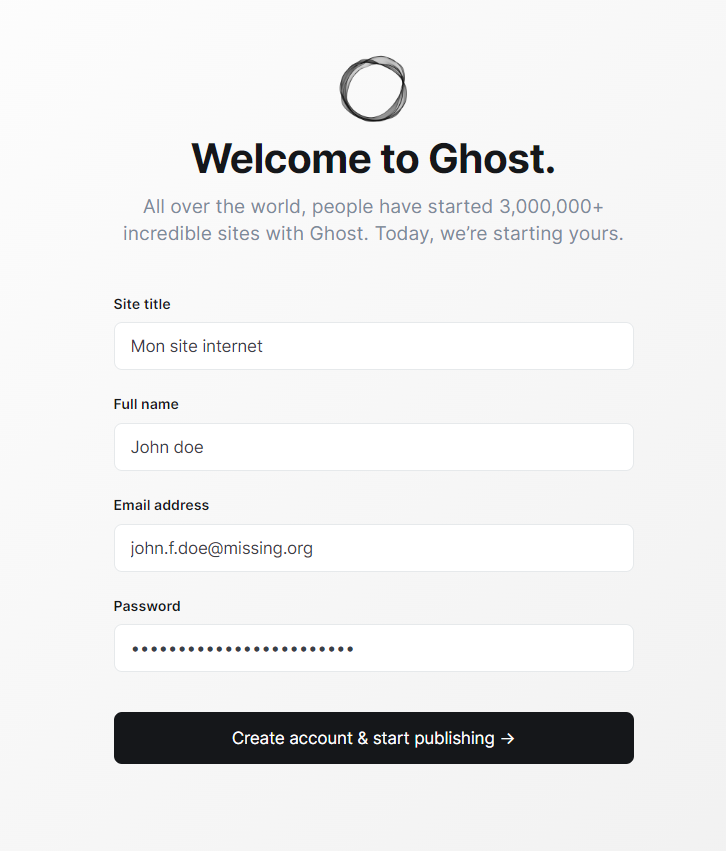 Welcome to Ghost.
All over the world, people have started 3,000,000+
incredible sites with Ghost. Today, we’re starting yours.
Site title
Mon site internet
Full name
John doe
Email address
john.f.doe@missing.org
Password
••••••••••••••••••••••••
Create account & start publishing →